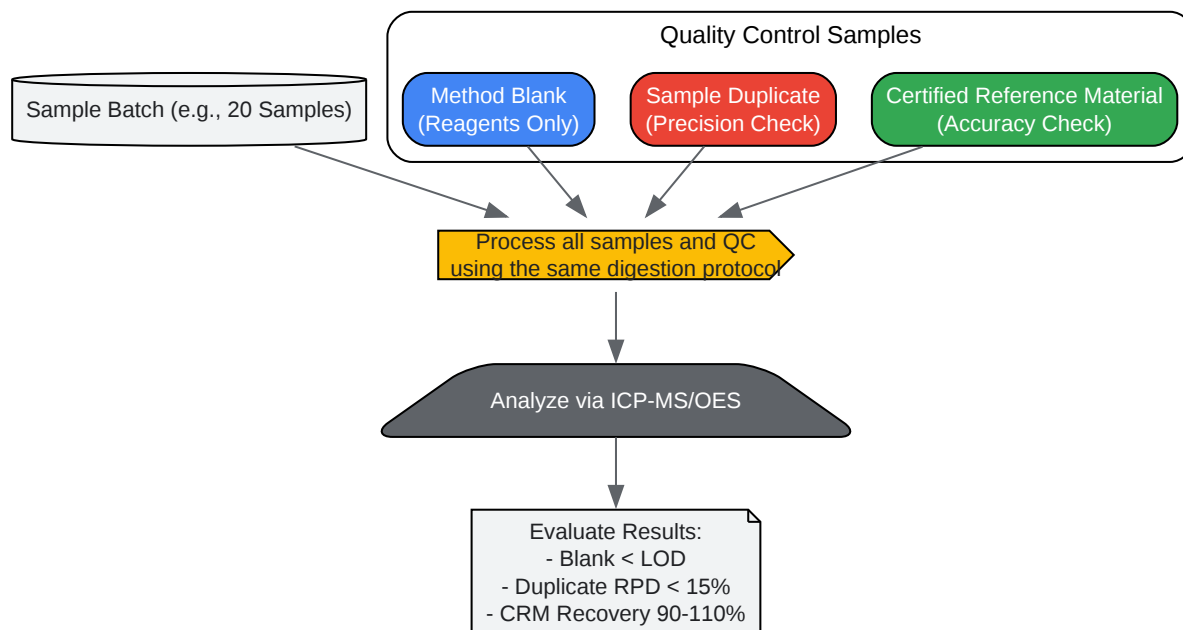 Quality Control Samples
Sample Batch (e.g., 20 Samples)
Method Blank
(Reagents Only)
Sample Duplicate
(Precision Check)
Certified Reference Material
(Accuracy Check)
Process all samples and QC
using the same digestion protocol
Analyze via ICP-MS/OES
Evaluate Results:
- Blank < LOD
- Duplicate RPD < 15%
- CRM Recovery 90-110%